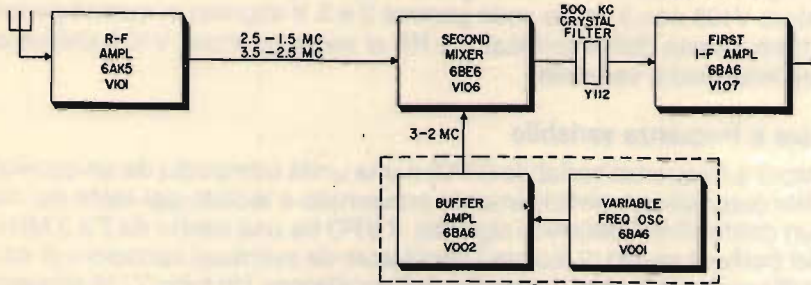 R-F
AMPL
6AK5
V101
2.5 – 1.5 MC
3.5 – 2.5 MC
SECOND
MIXER
6BE6
V106
500 KC
CRYSTAL
FILTER
Y112
FIRST
I-F AMPL
6BA6
V107
3–2 MC
BUFFER
AMPL
6BA6
V002
VARIABLE
FREQ OSC
6BA6
V001